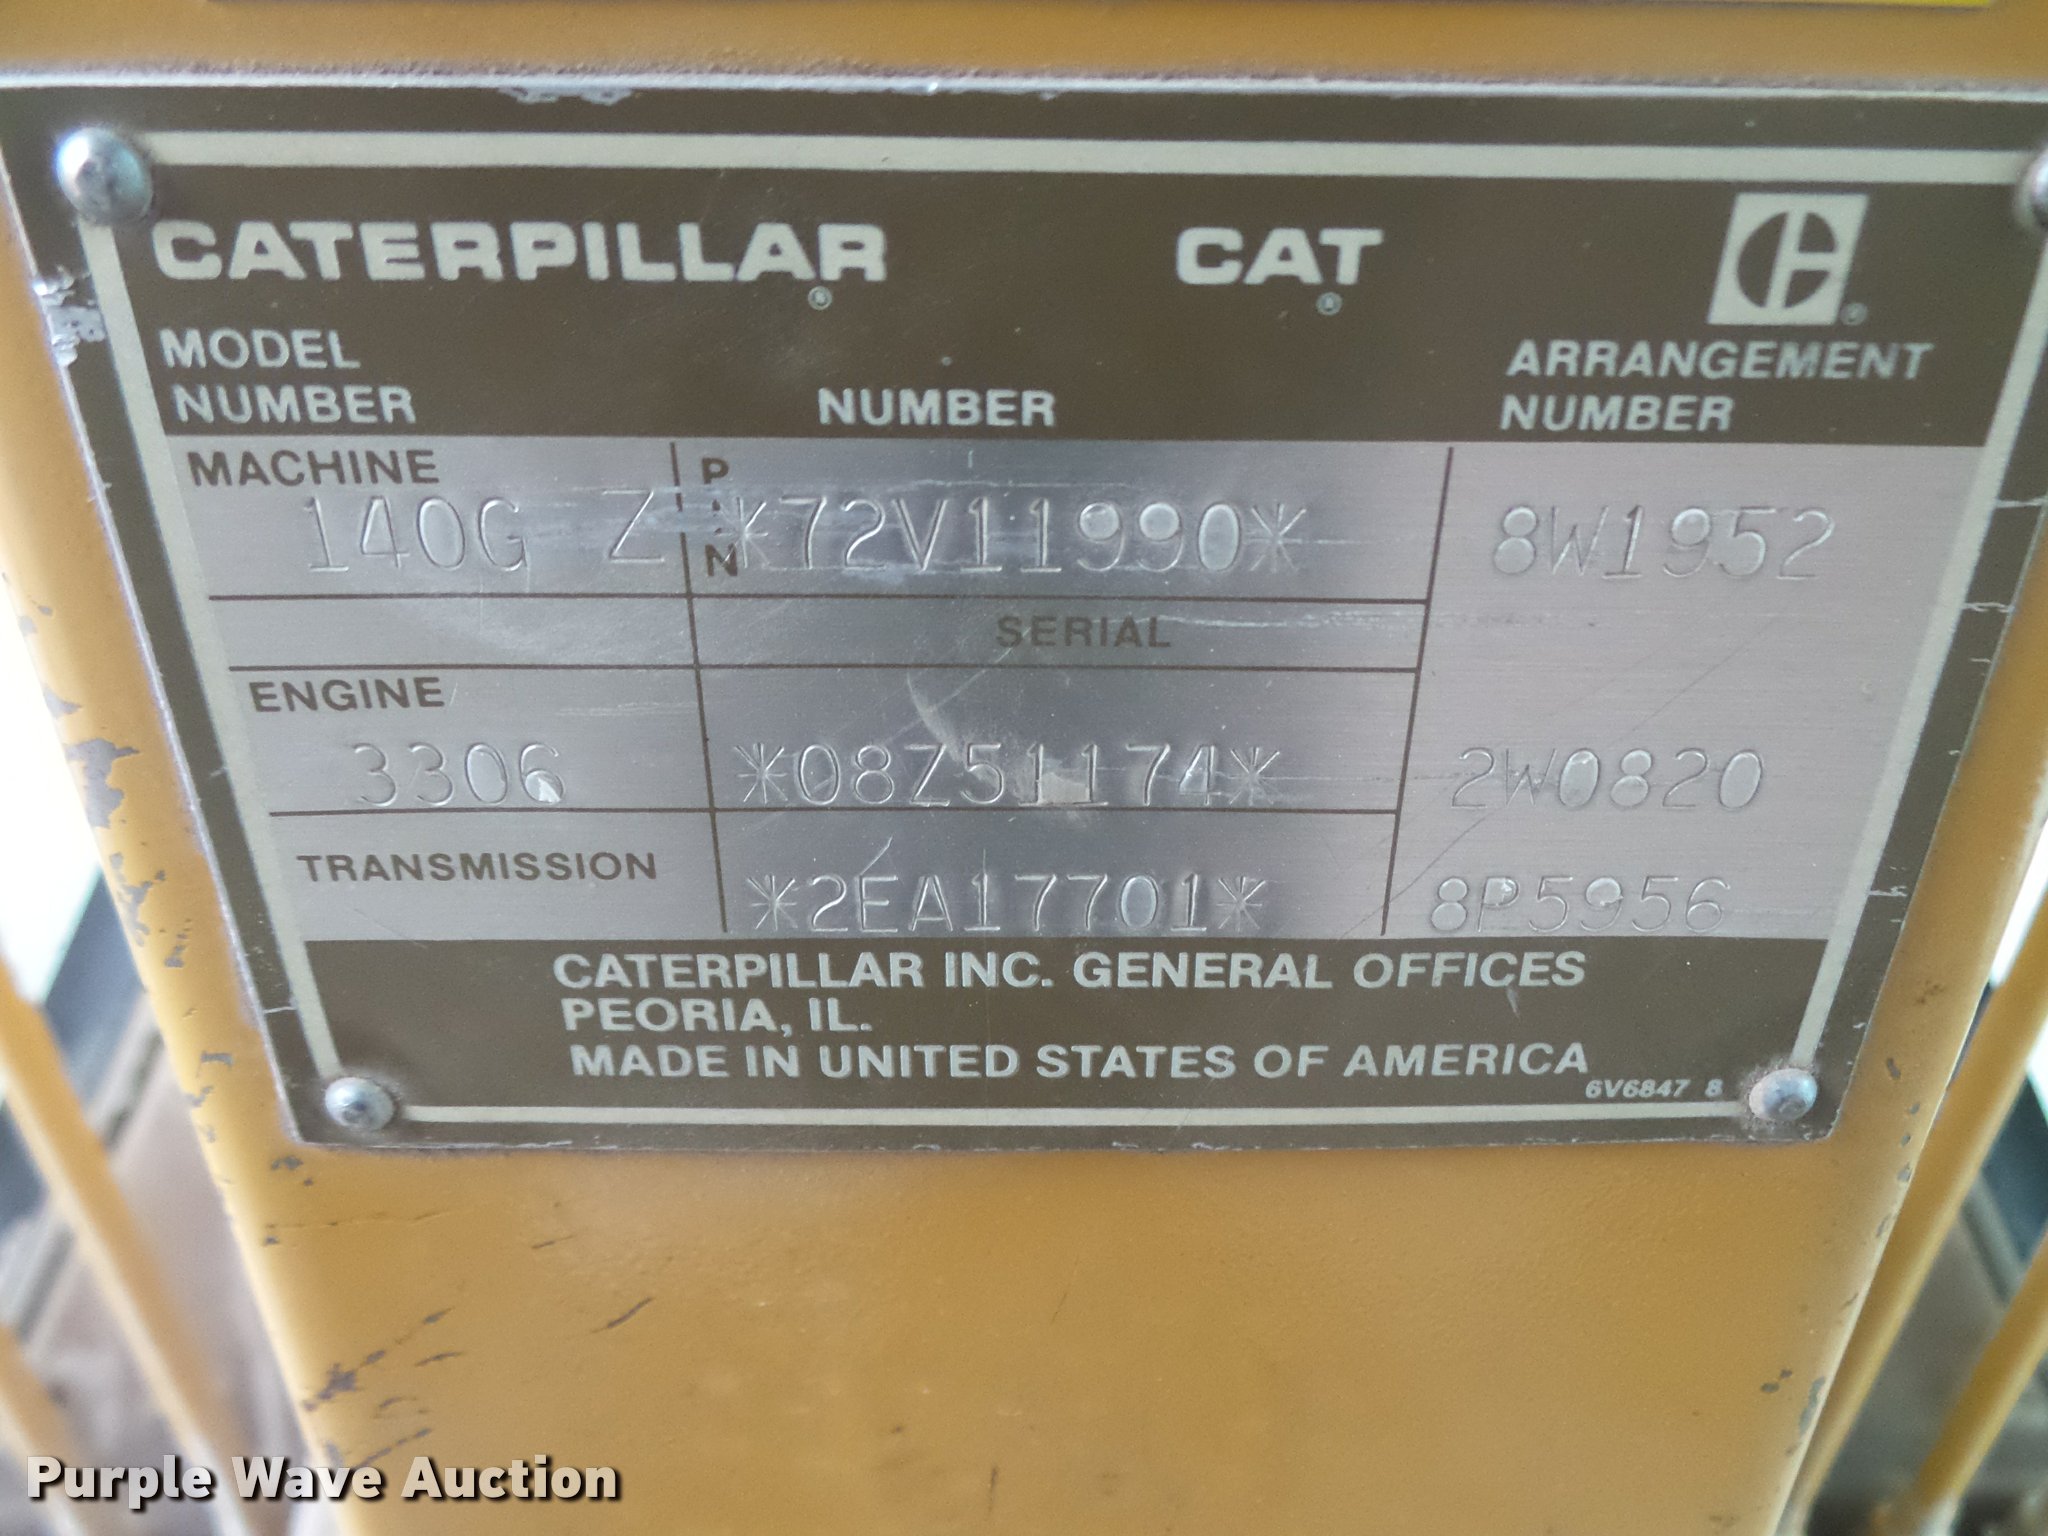 CATERPILLAR® CAT®
MODEL NUMBER NUMBER ARRANGEMENT NUMBER
MACHINE PIN
140G Z *72V11990* 8W1952
SERIAL
ENGINE
3306 *08Z51174* 2W0820
TRANSMISSION
*2EA17701* 8P5956
CATERPILLAR INC. GENERAL OFFICES
PEORIA, IL.
MADE IN UNITED STATES OF AMERICA
6V6847 8
Purple Wave Auction